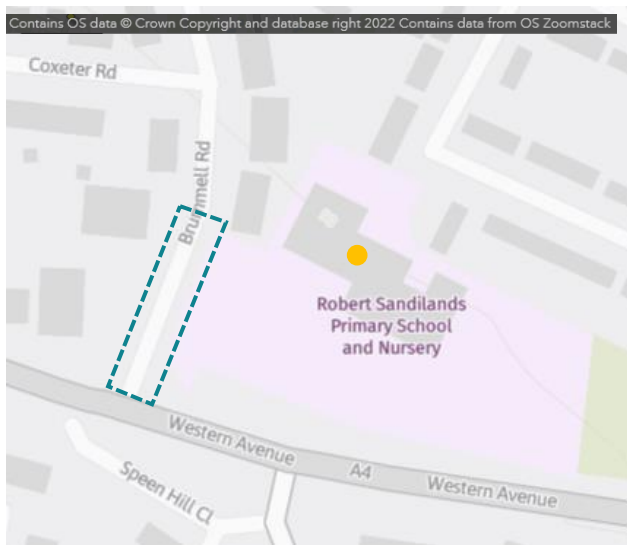 Contains OS data © Crown Copyright and database right 2022 Contains data from OS Zoomstack
Coxeter Rd
Brummell Rd
Robert Sandilands
Primary School
and Nursery
Western Avenue
A4
Western Avenue
Speen Hill Cl